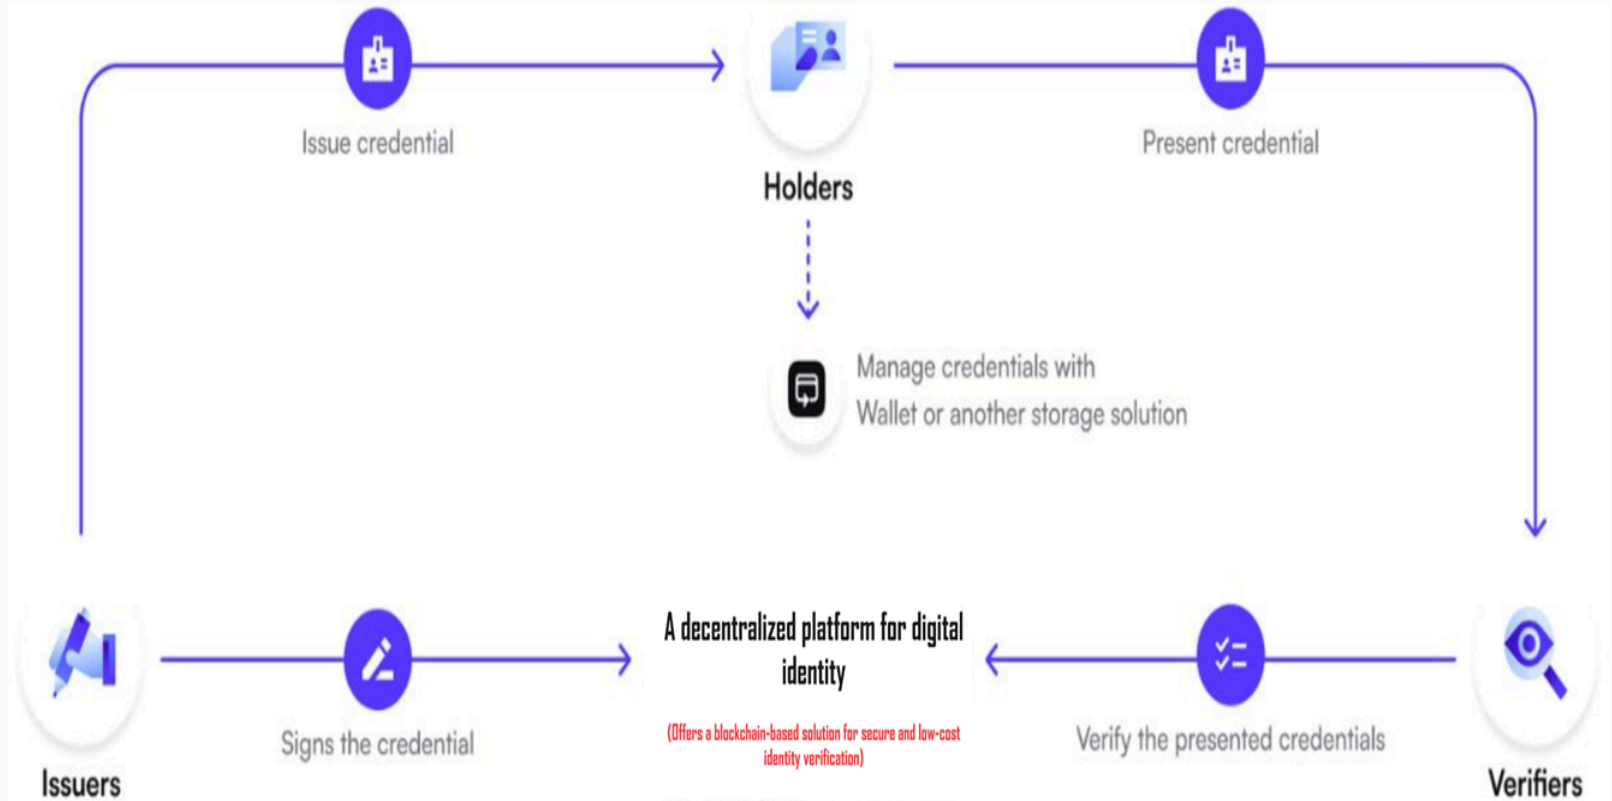 Issue credential
Present credential
Holders
Manage credentials with
Wallet or another storage solution
A decentralized platform for digital
identity
(Offers a blockchain-based solution for secure and low-cost
identity verification)
Signs the credential
Verify the presented credentials
Issuers
Verifiers